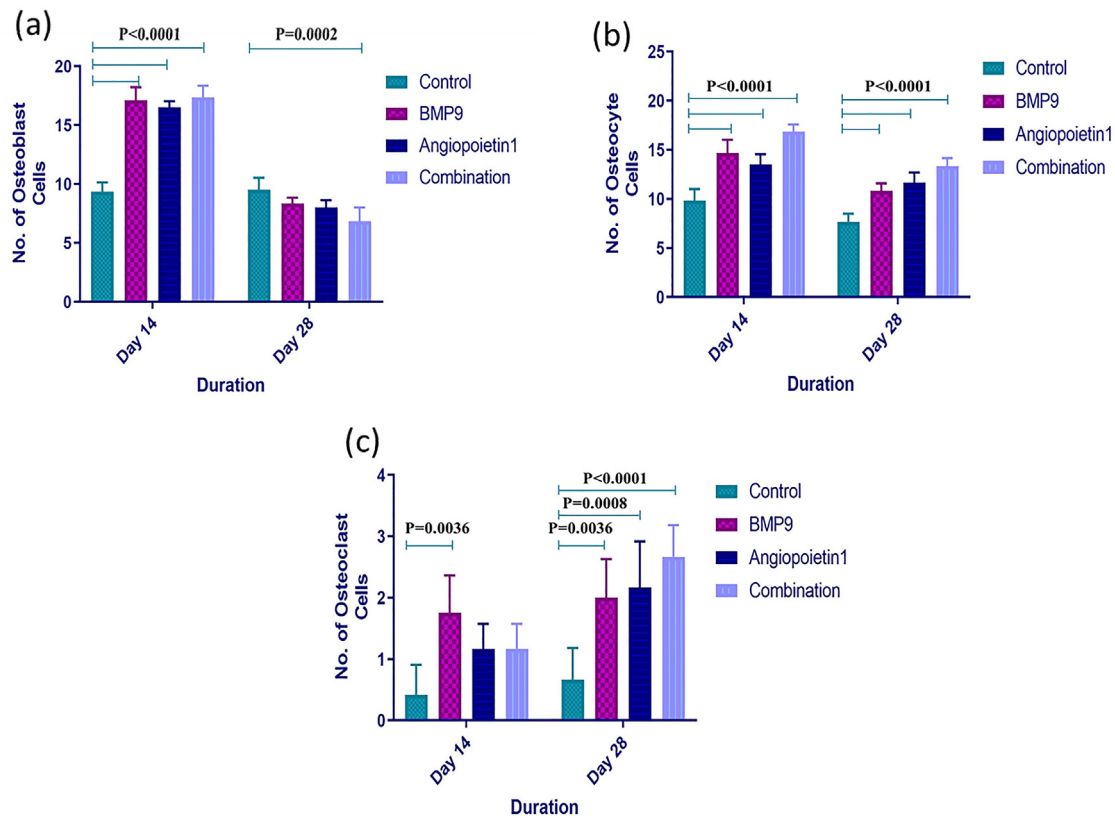 (a)
P<0.0001
P=0.0002
20
15
10
5
0
No. of Osteoblast
Cells
Day 14
Day 28
Duration
Control
BMP9
Angiopoietin1
Combination
(b)
25
20
15
10
5
0
P<0.0001
P<0.0001
No. of Osteocyte
Cells
Day 14
Day 28
Duration
Control
BMP9
Angiopoietin1
Combination
(c)
4
3
2
1
0
P<0.0001
P=0.0008
P=0.0036
P=0.0036
No. of Osteoclast
Cells
Day 14
Day 28
Duration
Control
BMP9
Angiopoietin1
Combination